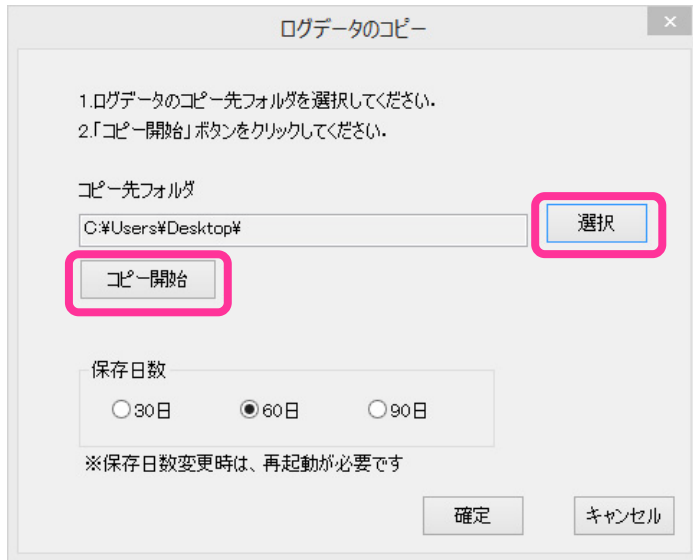 ログデータのコピー
1.ログデータのコピー先フォルダを選択してください.
2.「コピー開始」ボタンをクリックしてください.
コピー先フォルダ
C:¥Users¥Desktop¥
選択
コピー開始
保存日数
30日 60日 90日
※保存日数変更時は、再起動が必要です
確定 キャンセル